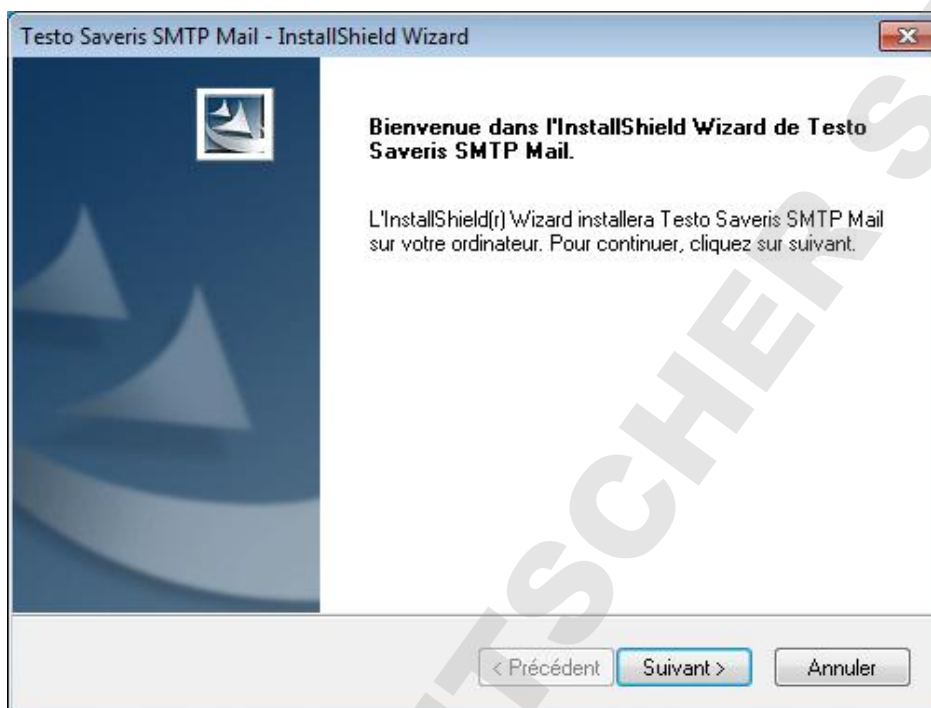 Testo Saveris SMTP Mail - InstallShield Wizard
Bienvenue dans l'InstallShield Wizard de Testo
Saveris SMTP Mail.
L'InstallShield(r) Wizard installera Testo Saveris SMTP Mail
sur votre ordinateur. Pour continuer, cliquez sur suivant.
< Précédent
Suivant >
Annuler
TSCHER S